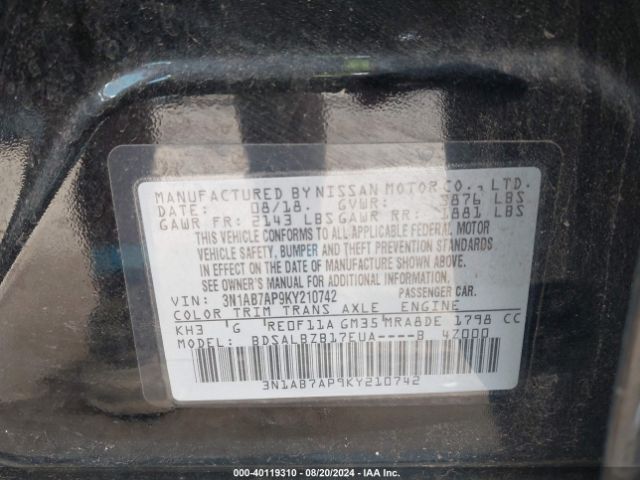 MANUFACTURED BY NISSAN MOTOR CO., LTD.
DATE: 08/18. GVWR: 3876 LBS
GAWR FR: 2143 LBS GAWR RR: 1881 LBS
THIS VEHICLE CONFORMS TO ALL APPLICABLE FEDERAL MOTOR
VEHICLE SAFETY, BUMPER AND THEFT PREVENTION STANDARDS
IN EFFECT ON THE DATE OF MANUFACTURE SHOWN ABOVE.
SEE OWNER'S MANUAL FOR ADDITIONAL INFORMATION.
VIN: 3N1AB7AP9KY210742 PASSENGER CAR.
COLOR TRIM TRANS AXLE ENGINE
KH3 G RE0F11A GM35 MRA8DE 1798 CC
MODEL: BDSALBZB17EUA----B 4Z000
3N1AB7AP9KY210742
000-40119310 - 08/20/2024 - IAA Inc.